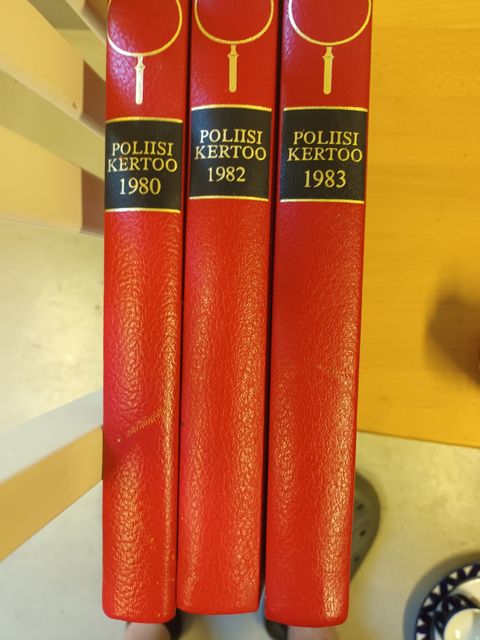 POLIISI
KERTOO
1980
POLIISI
KERTOO
1982
POLIISI
KERTOO
1983